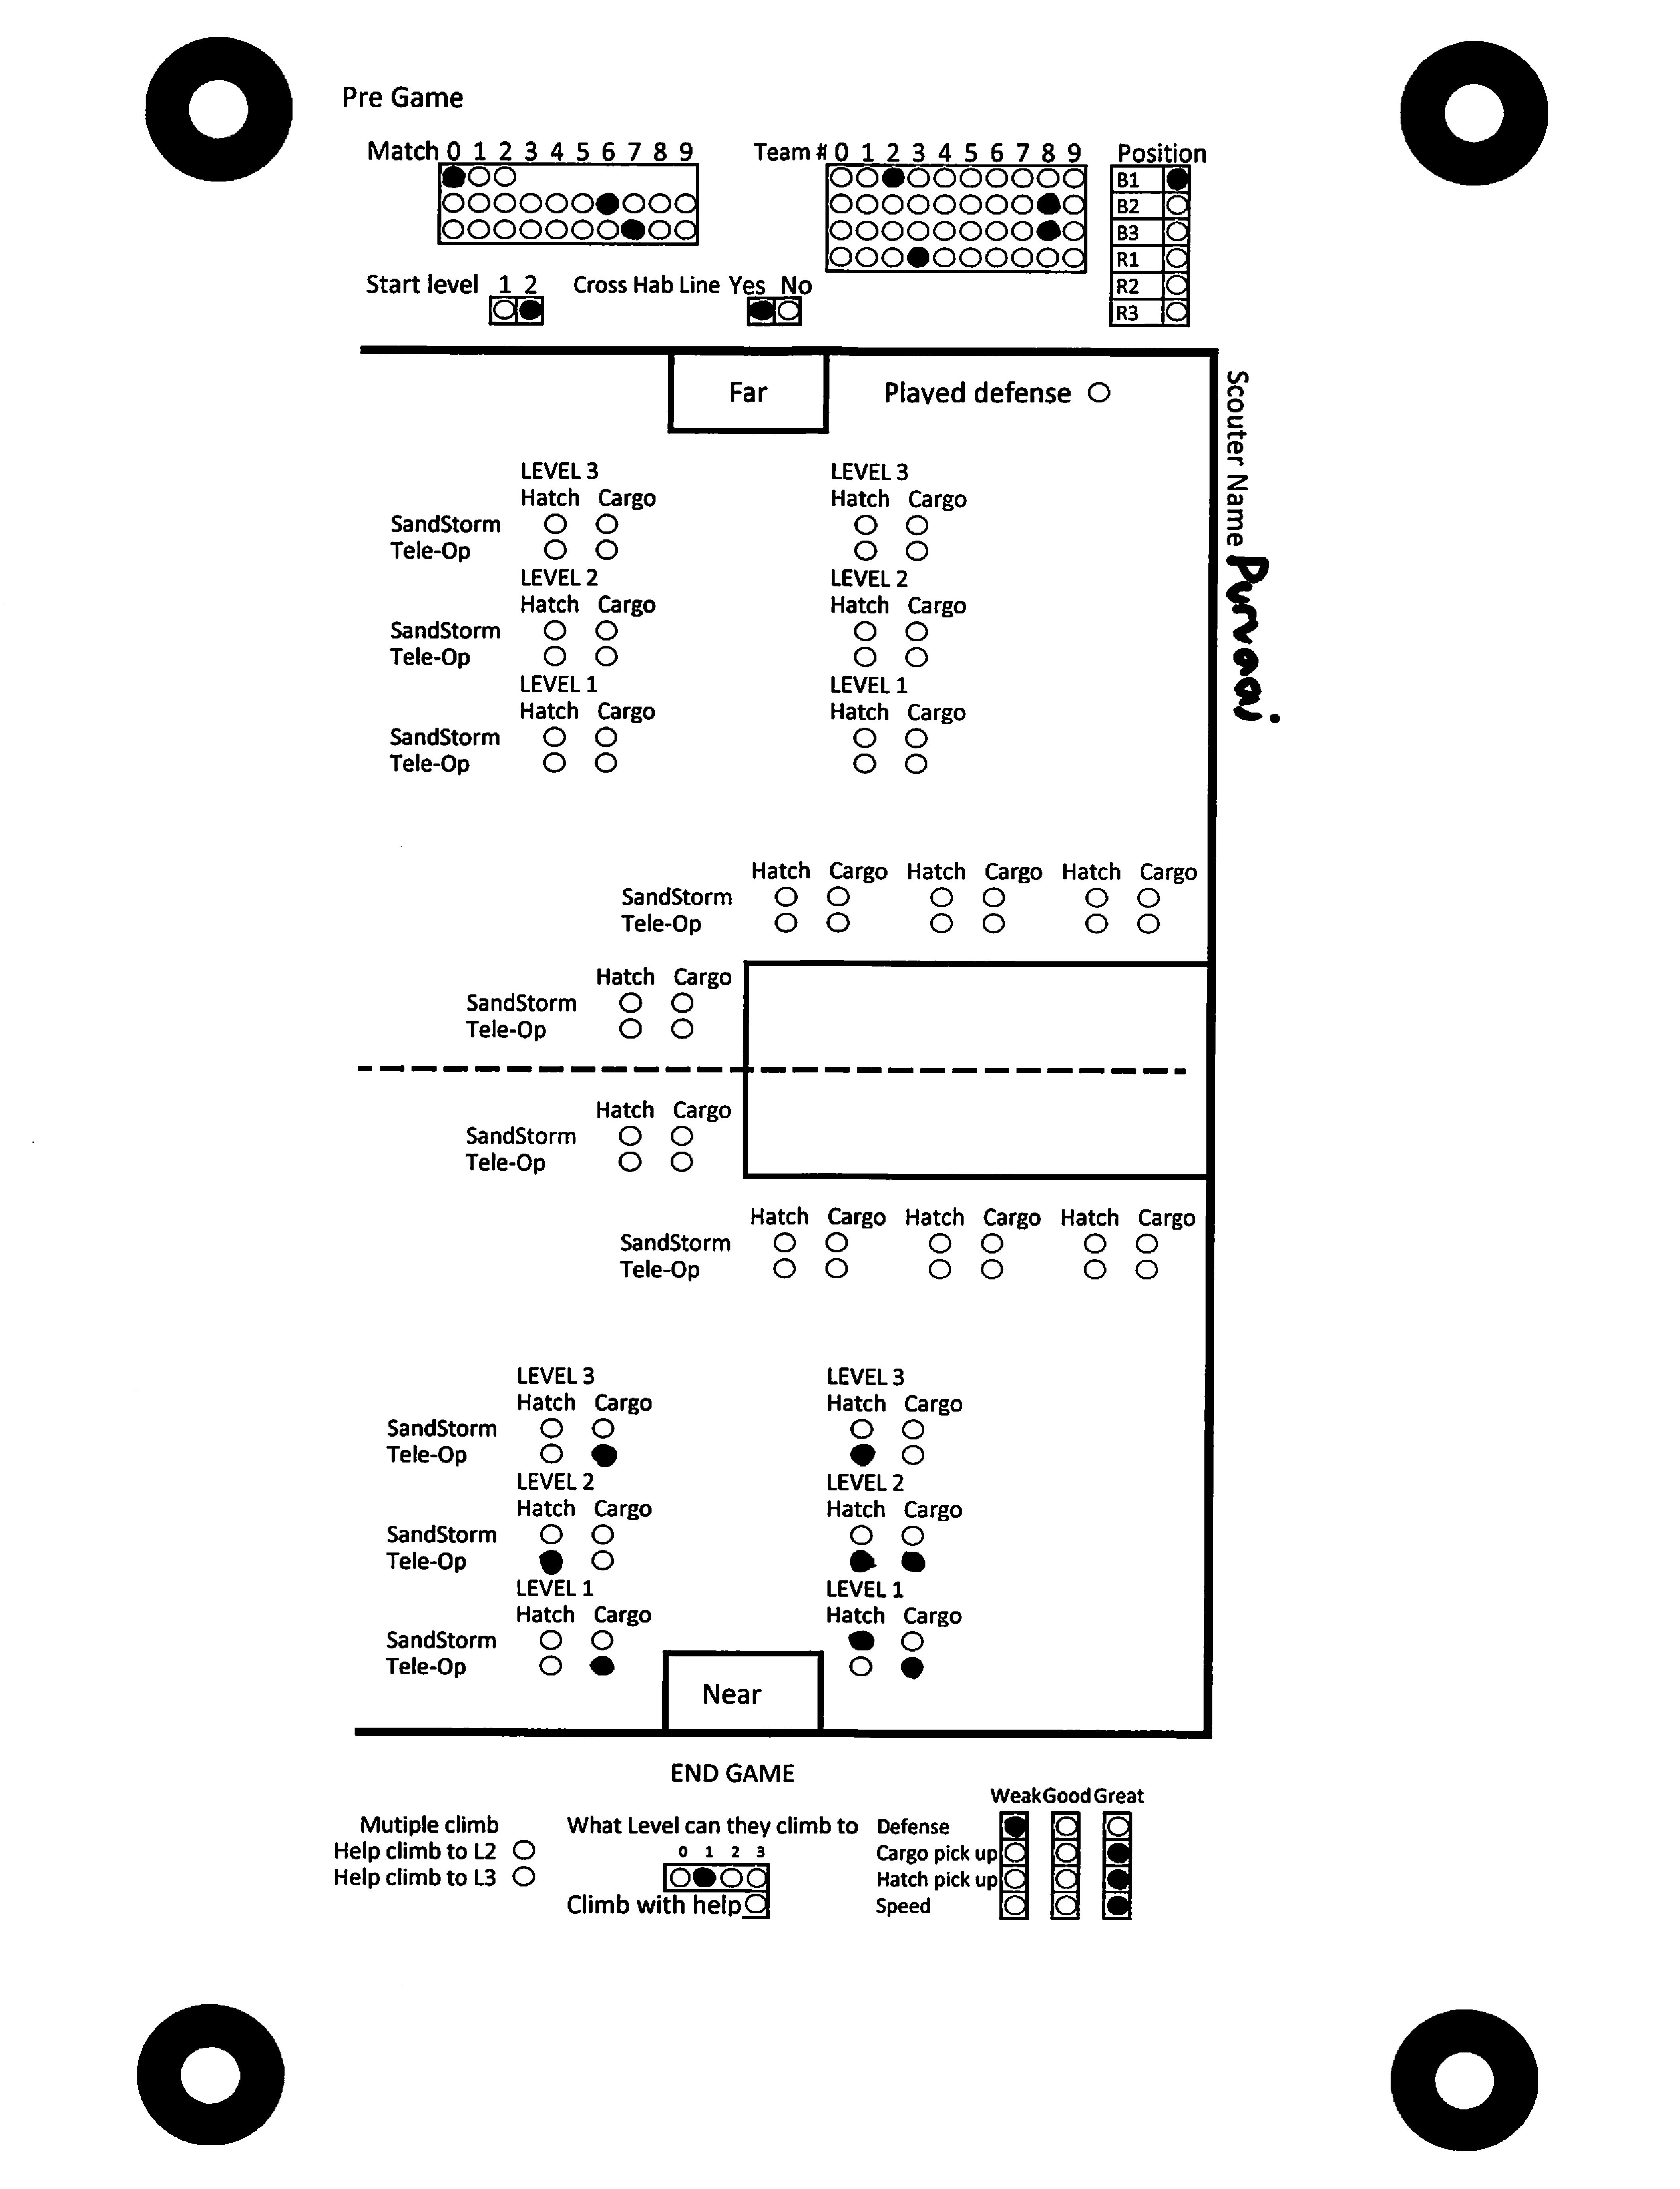 Pre Game
Match 0 1 2 3 4 5 6 7 8 9
Team # 0 1 2 3 4 5 6 7 8 9
Position
B1
B2
B3
R1
R2
R3
Start level 1 2
Cross Hab Line Yes No
Far
Played defense
Scouter Name Purvaai
LEVEL 3 LEVEL 3
Hatch Cargo Hatch Cargo
SandStorm
Tele-Op
LEVEL 2 LEVEL 2
Hatch Cargo Hatch Cargo
SandStorm
Tele-Op
LEVEL 1 LEVEL 1
Hatch Cargo Hatch Cargo
SandStorm
Tele-Op
Hatch Cargo Hatch Cargo Hatch Cargo
SandStorm
Tele-Op
Hatch Cargo
SandStorm
Tele-Op
Hatch Cargo
SandStorm
Tele-Op
Hatch Cargo Hatch Cargo Hatch Cargo
SandStorm
Tele-Op
LEVEL 3 LEVEL 3
Hatch Cargo Hatch Cargo
SandStorm
Tele-Op
LEVEL 2 LEVEL 2
Hatch Cargo Hatch Cargo
SandStorm
Tele-Op
LEVEL 1 LEVEL 1
Hatch Cargo Hatch Cargo
SandStorm
Tele-Op
Near
END GAME
Mutiple climb
Help climb to L2
Help climb to L3
What Level can they climb to
0 1 2 3
Climb with help
Weak Good Great
Defense
Cargo pick up
Hatch pick up
Speed